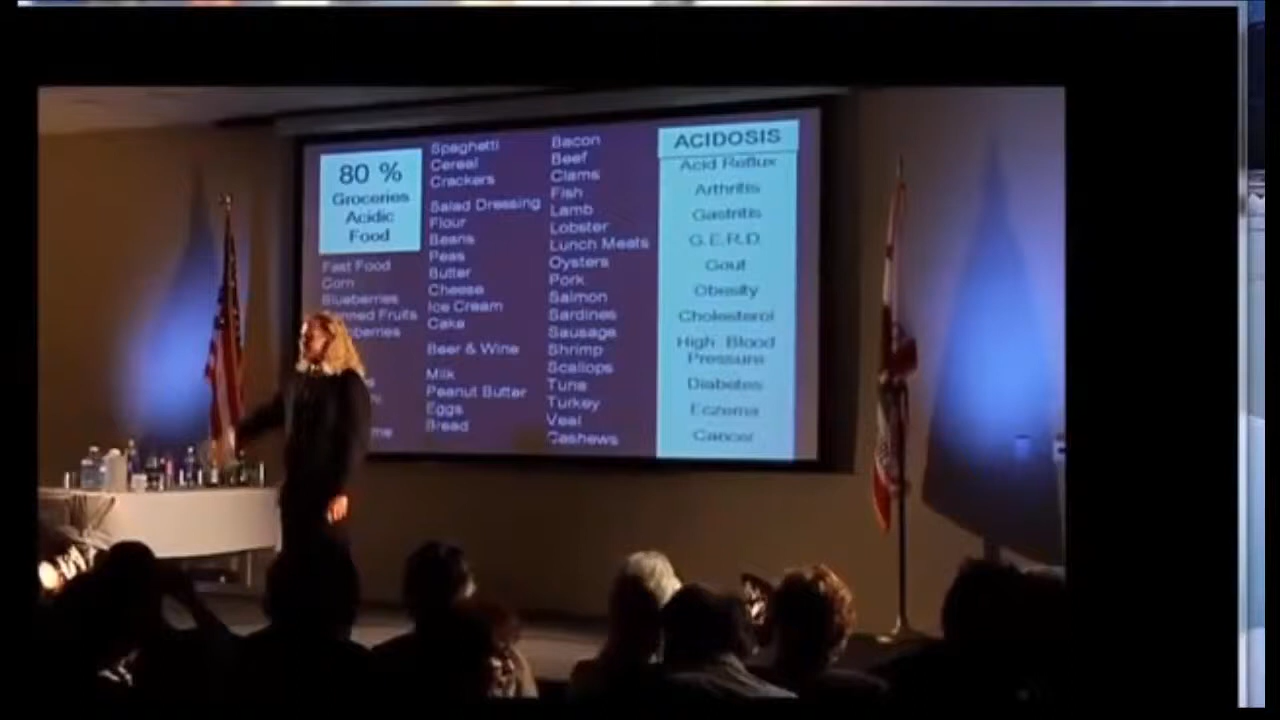 80 %
Groceries
Acidic
Food
Fast Food
Corn
Blueberries
Spaghetti
Cereal
Crackers
Salad Dressing
Flour
Beans
Peas
Butter
Cheese
Ice Cream
Cake
Beer & Wine
Milk
Peanut Butter
Eggs
Bread
Bacon
Beef
Clams
Fish
Lamb
Lobster
Lunch Meats
Oysters
Pork
Salmon
Sardines
Sausage
Shrimp
Scallops
Tuna
Turkey
Veal
Cashews
ACIDOSIS
Acid Reflux
Arthritis
Gastritis
G.E.R.D.
Gout
Obesity
Cholesterol
High Blood
Pressure
Diabetes
Eczema
Cancer